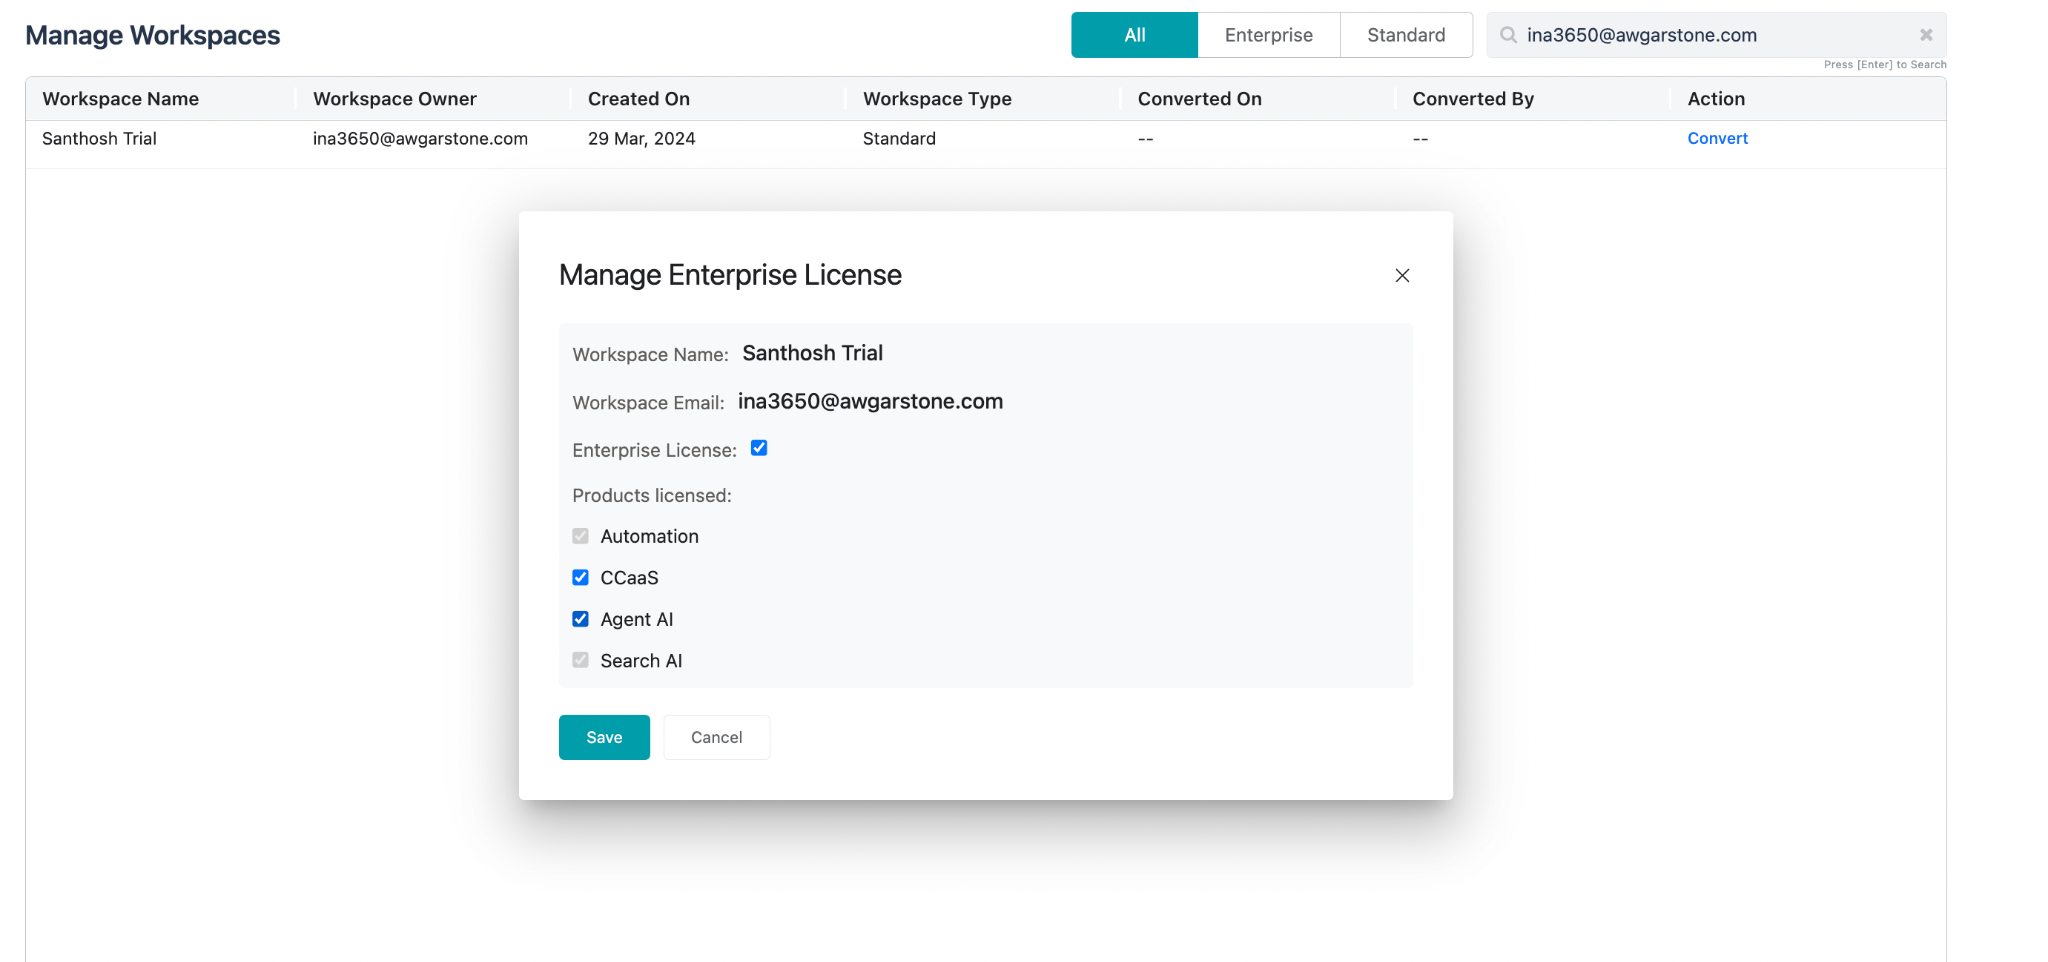 Manage Workspaces
All Enterprise Standard ina3650@awgarstone.com
Press [Enter] to Search
Workspace Name Workspace Owner Created On Workspace Type Converted On Converted By Action
Santhosh Trial ina3650@awgarstone.com 29 Mar, 2024 Standard -- -- Convert
Manage Enterprise License
Workspace Name: Santhosh Trial
Workspace Email: ina3650@awgarstone.com
Enterprise License:
Products licensed:
Automation
CCaaS
Agent AI
Search AI
Save Cancel